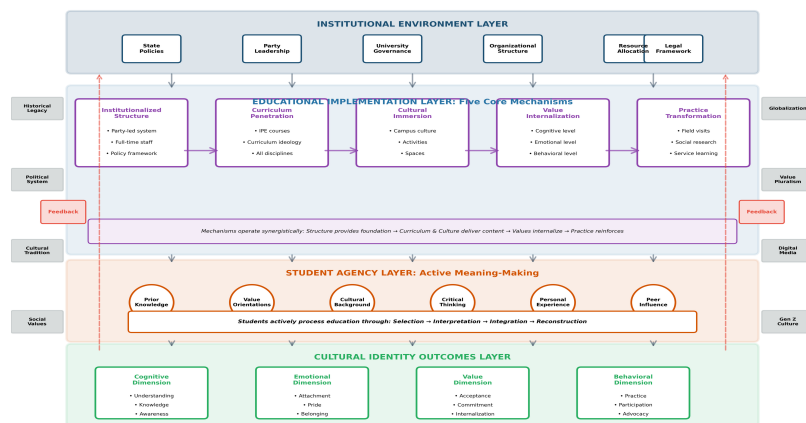 INSTITUTIONAL ENVIRONMENT LAYER
State
Policies
Party
Leadership
University
Governance
Organizational
Structure
Resource
Allocation
Legal
Framework
EDUCATIONAL IMPLEMENTATION LAYER: Five Core Mechanisms
Institutionalized
Structure
• Party-led system
• Full-time staff
• Policy framework
Curriculum
Penetration
• IPE courses
• Curriculum ideology
• All disciplines
Cultural
Immersion
• Campus culture
• Activities
• Spaces
Value
Internalization
• Cognitive level
• Emotional level
• Behavioral level
Practice
Transformation
• Field visits
• Social research
• Service learning
Historical
Legacy
Political
System
Feedback
Cultural
Tradition
Social
Values
Globalization
Value
Pluralism
Feedback
Digital
Media
Gen Z
Culture
Mechanisms operate synergistically: Structure provides foundation → Curriculum & Culture deliver content → Values internalize → Practice reinforces
STUDENT AGENCY LAYER: Active Meaning-Making
Prior
Knowledge
Value
Orientations
Cultural
Background
Critical
Thinking
Personal
Experience
Peer
Influence
Students actively process education through: Selection → Interpretation → Integration → Reconstruction
CULTURAL IDENTITY OUTCOMES LAYER
Cognitive
Dimension
• Understanding
• Knowledge
• Awareness
Emotional
Dimension
• Attachment
• Pride
• Belonging
Value
Dimension
• Acceptance
• Commitment
• Internalization
Behavioral
Dimension
• Practice
• Participation
• Advocacy